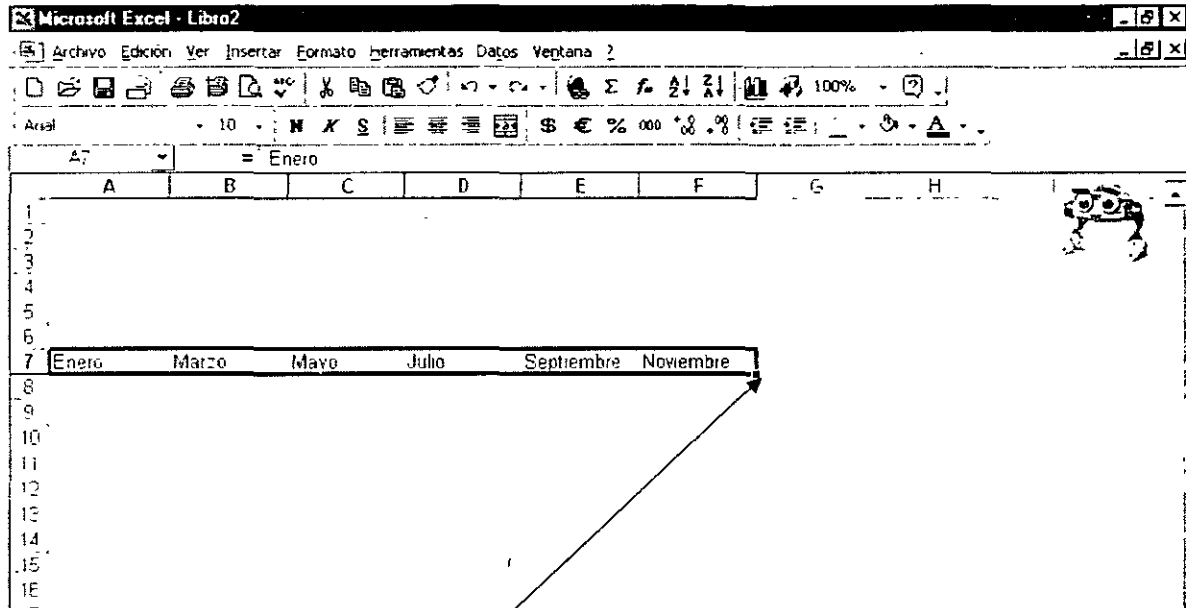 Microsoft Excel - Libro2
Archivo Edición Ver Insertar Formato Herramientas Datos Ventana ?
100%
Arial 10 N K S $ € % 000 A
A7 = Enero
A B C D E F G H I
1
2
3
4
5
6
7 Enero Marzo Mayo Julio Septiembre Noviembre
8
9
10
11
12
13
14
15
16